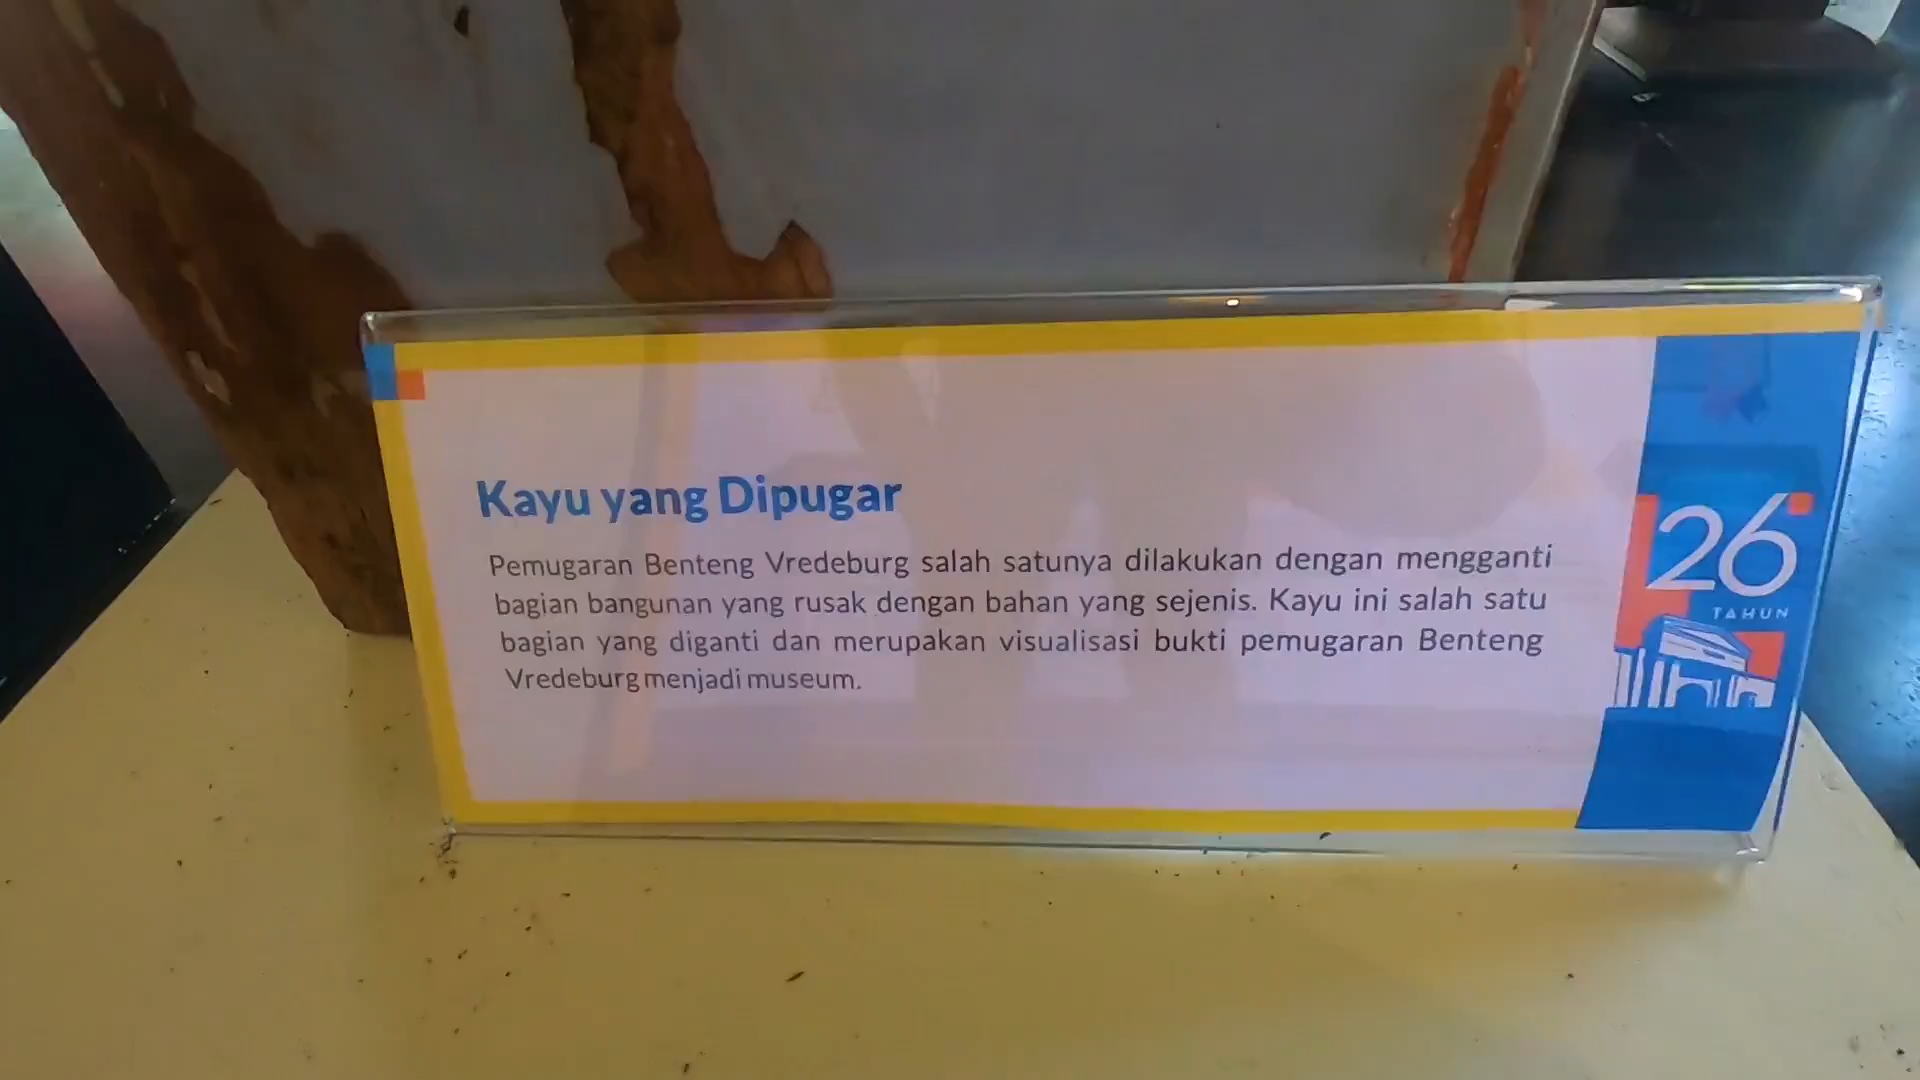 Kayu yang Dipugar
Pemugaran Benteng Vredeburg salah satunya dilakukan dengan mengganti
bagian bangunan yang rusak dengan bahan yang sejenis. Kayu ini salah satu
bagian yang diganti dan merupakan visualisasi bukti pemugaran Benteng
Vredeburg menjadi museum.
26
TAHUN